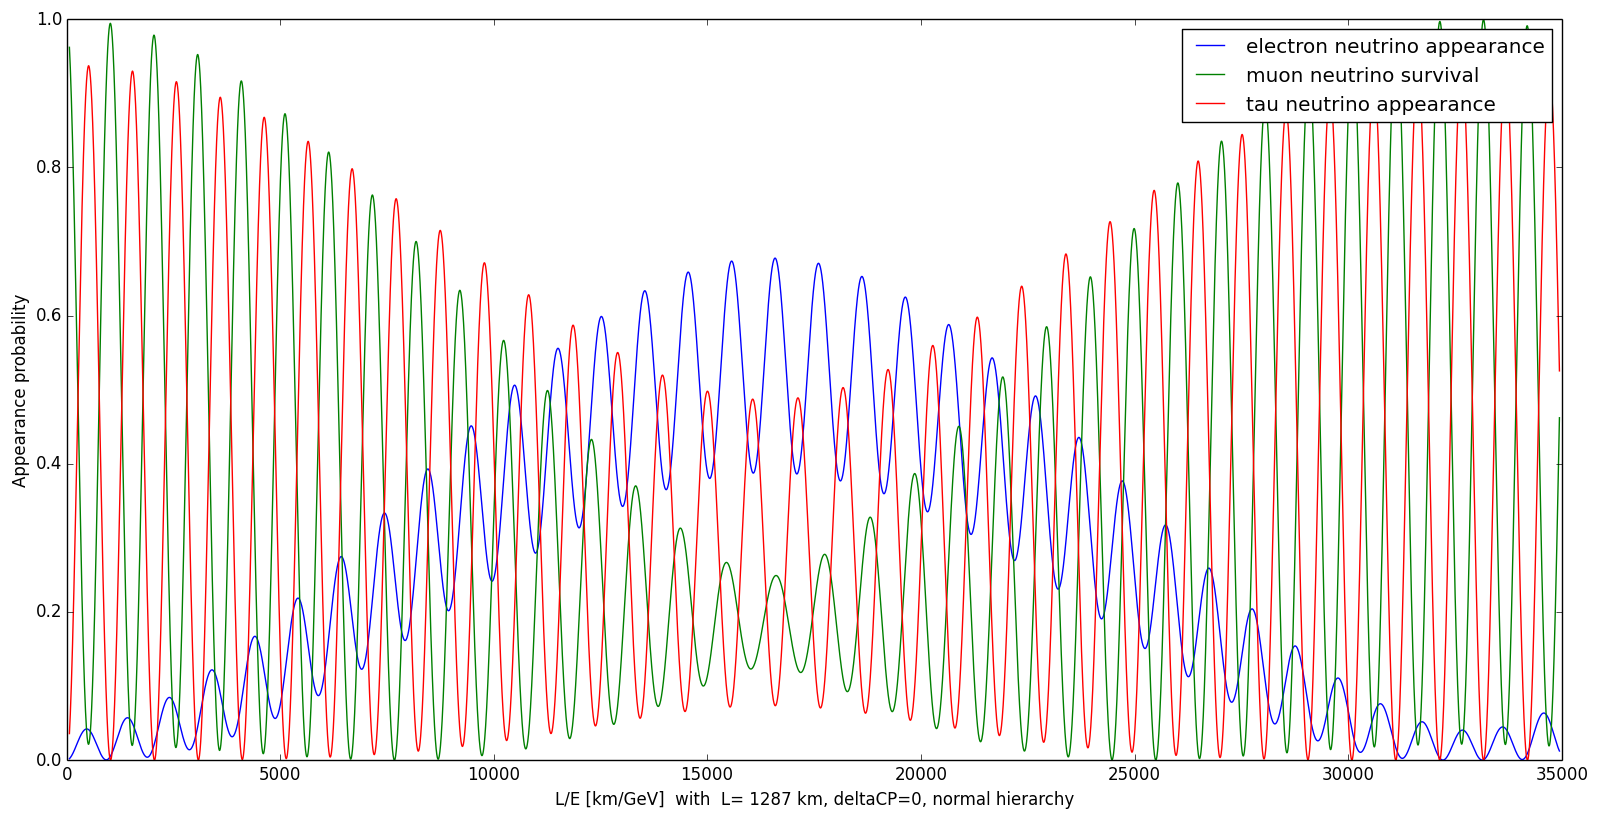 1.0
0.8
0.6
0.4
0.2
0.0
Appearance probability
electron neutrino appearance
muon neutrino survival
tau neutrino appearance
0 5000 10000 15000 20000 25000 30000 35000
L/E [km/GeV]  with  L= 1287 km, deltaCP=0, normal hierarchy